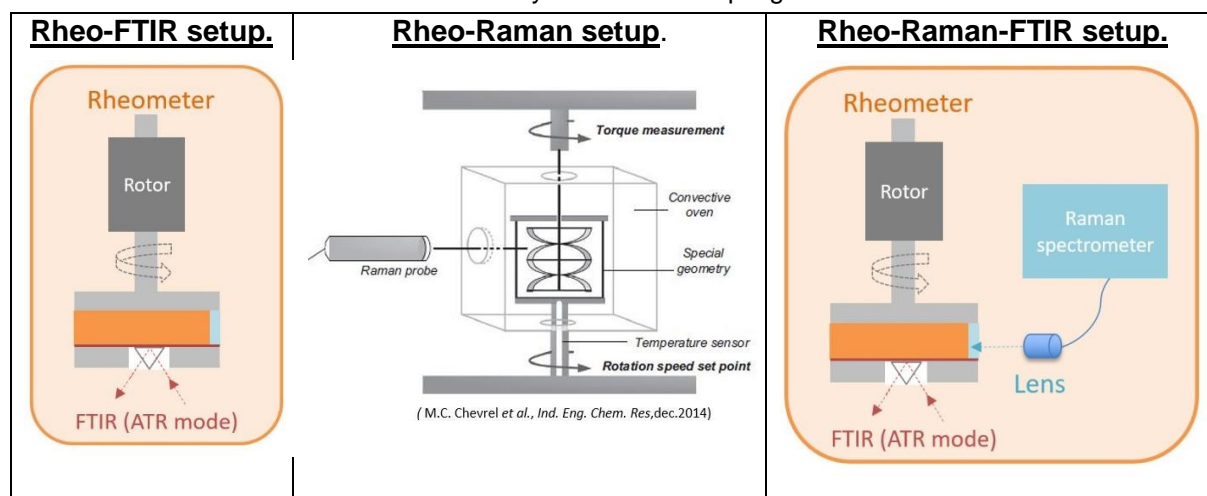 Rheo-FTIR setup.
Rheometer
Rotor
FTIR (ATR mode)
Rheo-Raman setup.
Torque measurement
Convective
oven
Raman probe
Special
geometry
Temperature sensor
Rotation speed set point
( M.C. Chevrel et al., Ind. Eng. Chem. Res,dec.2014)
Rheo-Raman-FTIR setup.
Rheometer
Rotor
Raman
spectrometer
Lens
FTIR (ATR mode)